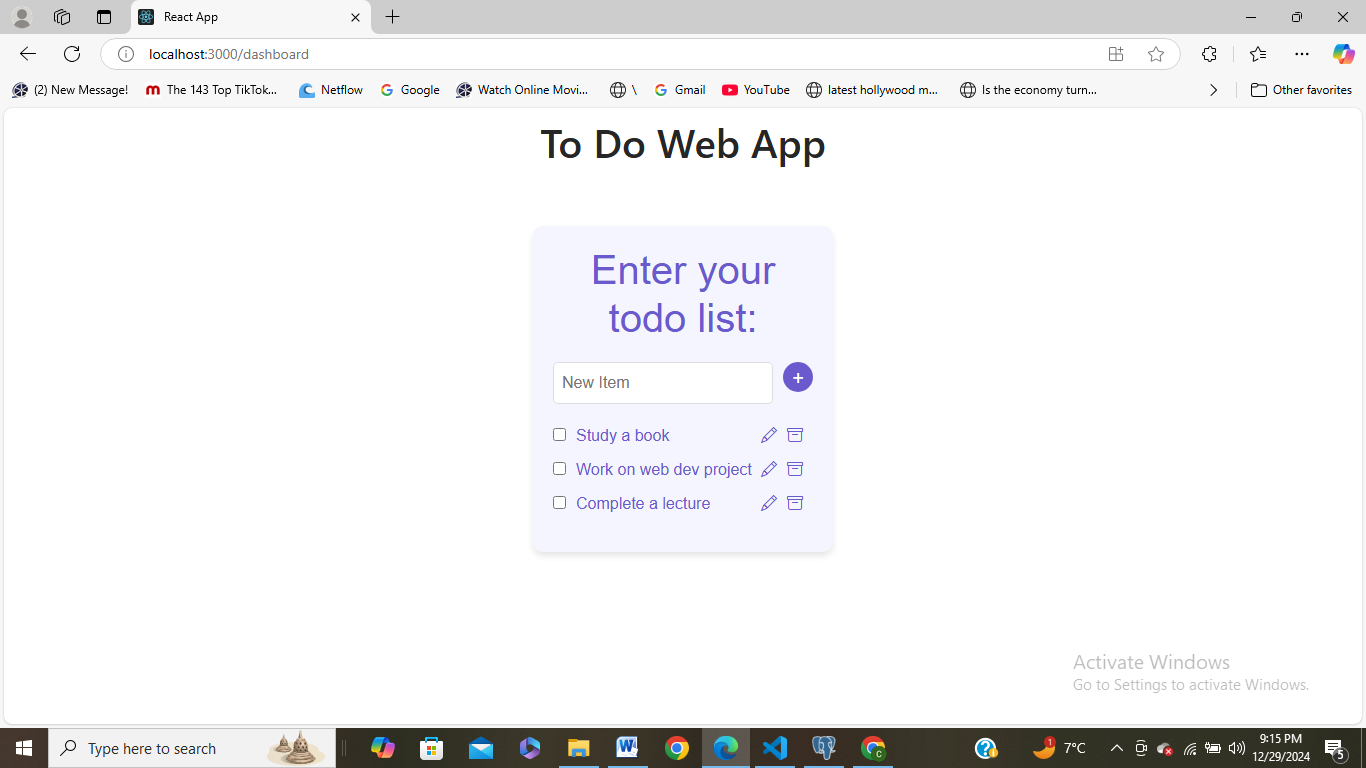 React App
localhost:3000/dashboard
(2) New Message!
The 143 Top TikTok...
Netflow
Google
Watch Online Movi...
\
Gmail
YouTube
latest hollywood m...
Is the economy turn...
Other favorites
To Do Web App
Enter your
todo list:
New Item
+
Study a book
Work on web dev project
Complete a lecture
Activate Windows
Go to Settings to activate Windows.
Type here to search
1
7°C
9:15 PM
12/29/2024
5